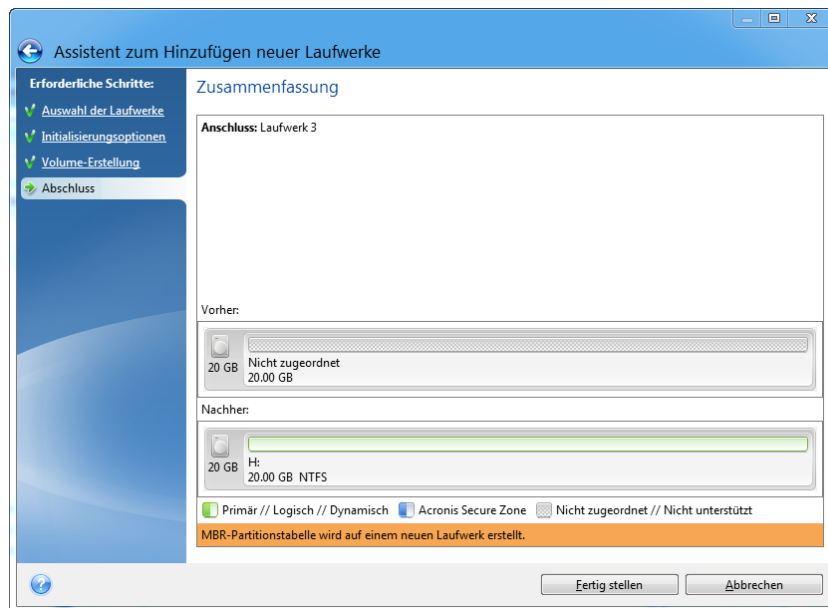 Assistent zum Hinzufügen neuer Laufwerke
Erforderliche Schritte:
Auswahl der Laufwerke
Initialisierungsoptionen
Volume-Erstellung
Abschluss
Zusammenfassung
Anschluss: Laufwerk 3
Vorher:
20 GB
Nicht zugeordnet
20.00 GB
Nachher:
20 GB
H:
20.00 GB NTFS
Primär // Logisch // Dynamisch Acronis Secure Zone Nicht zugeordnet // Nicht unterstützt
MBR-Partitionstabelle wird auf einem neuen Laufwerk erstellt.
Fertig stellen Abbrechen